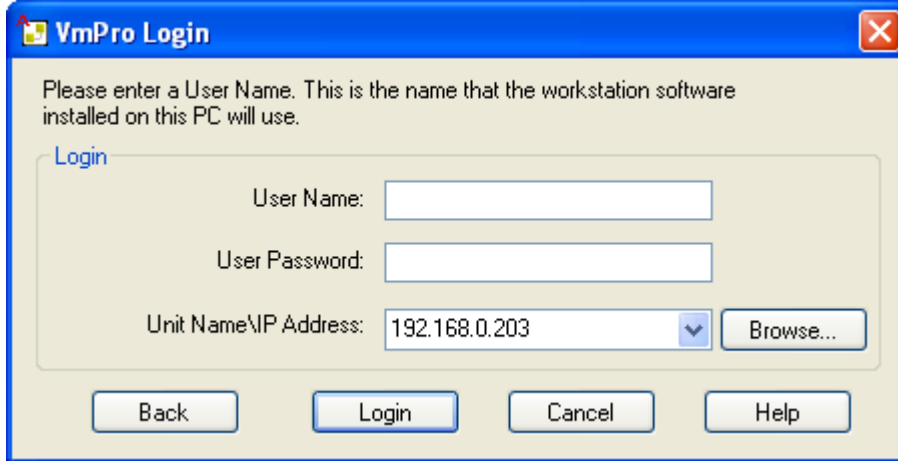 VmPro Login
Please enter a User Name. This is the name that the workstation software
installed on this PC will use.
Login
User Name:
User Password:
Unit Name\IP Address: 192.168.0.203 Browse...
Back Login Cancel Help